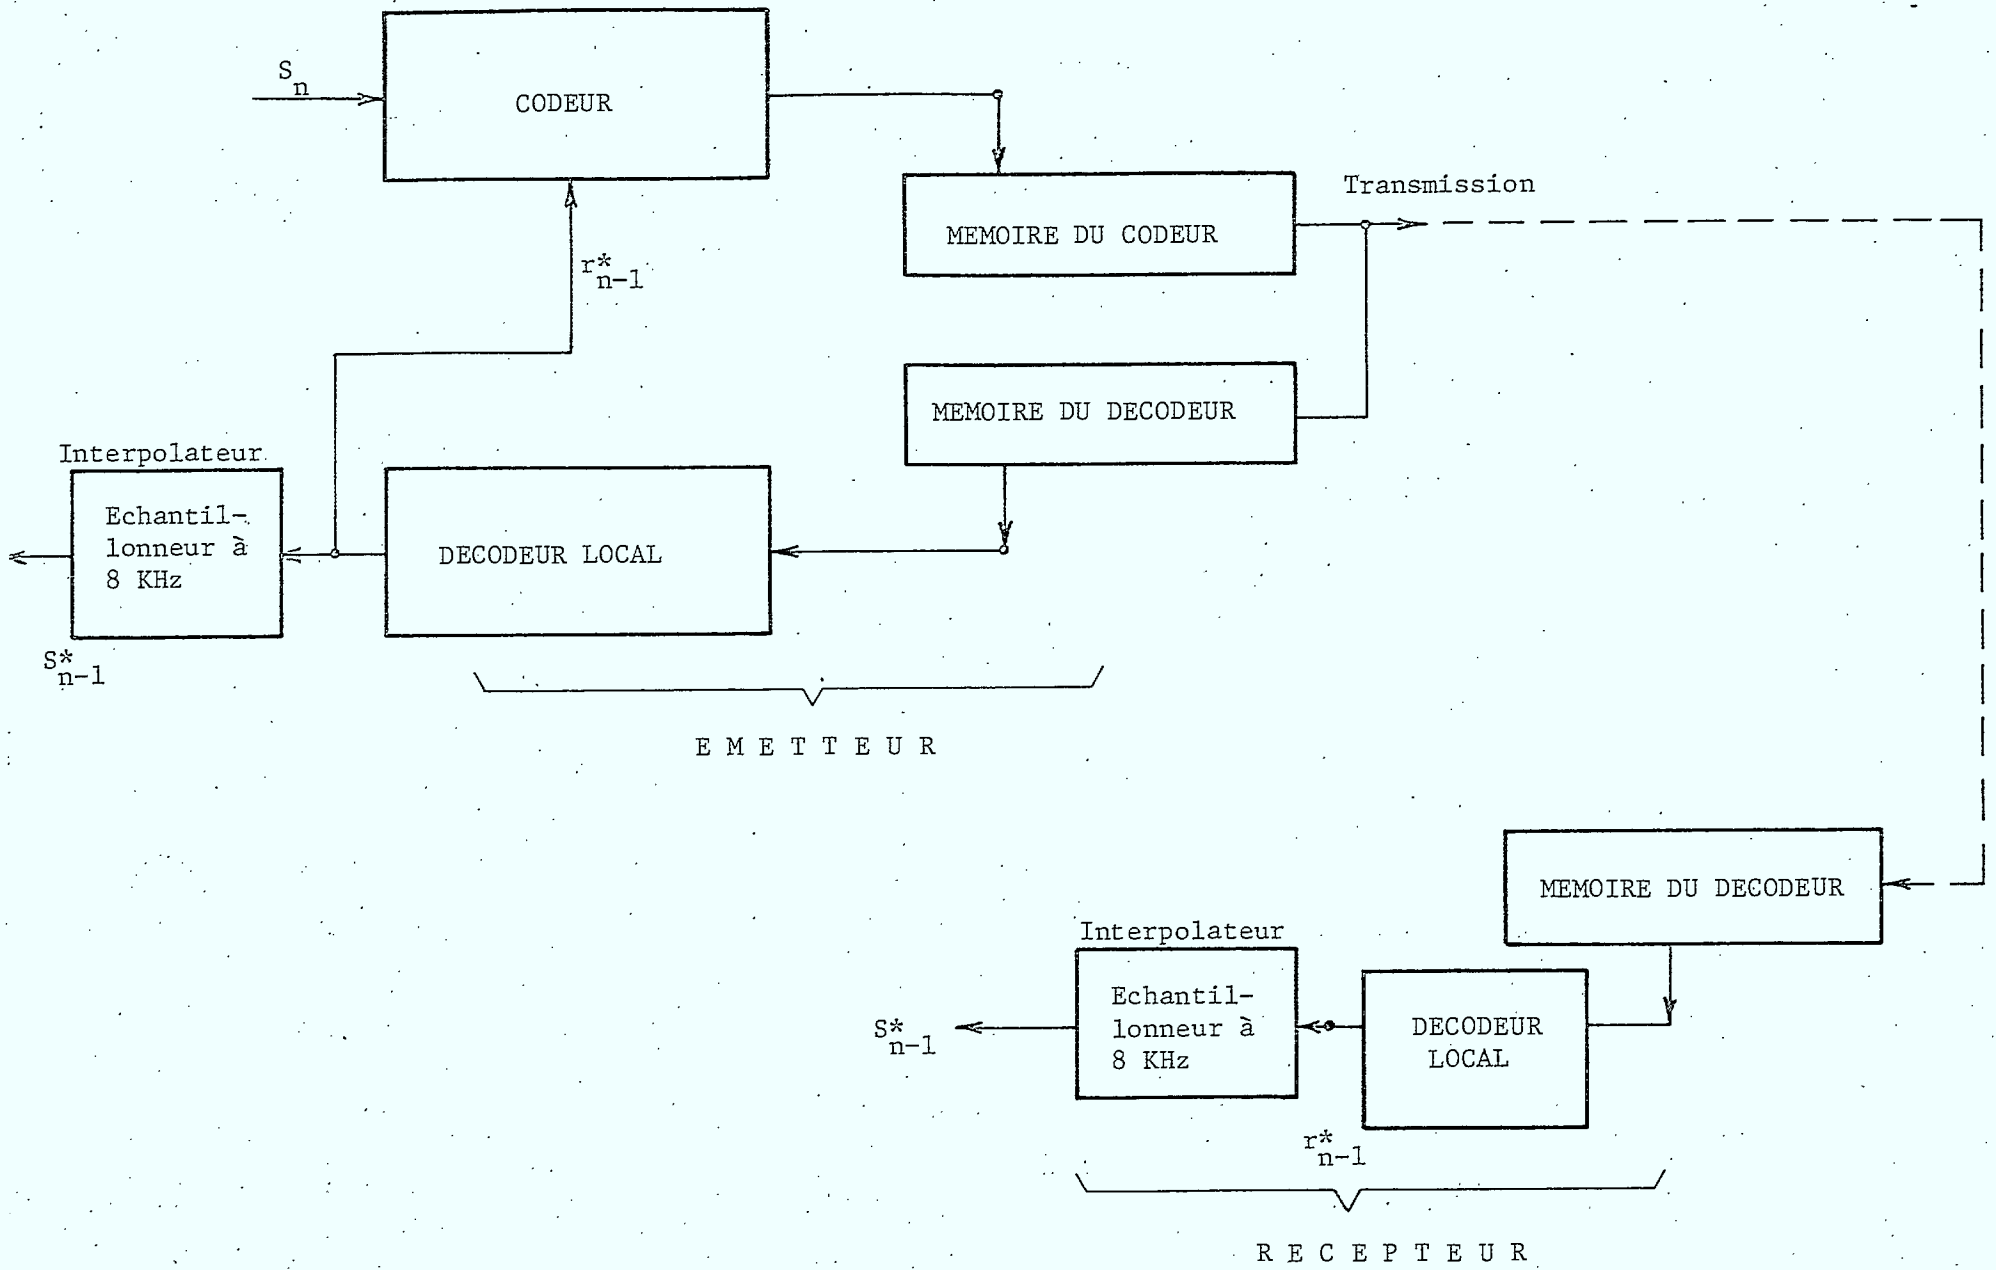 S
n
CODEUR
Transmission
MEMOIRE DU CODEUR
r*
n-1
MEMOIRE DU DECODEUR
Interpolateur
Echantil-
lonneur à
8 KHz
DECODEUR LOCAL
S*
n-1
E M E T T E U R
MEMOIRE DU DECODEUR
Interpolateur
Echantil-
lonneur à
8 KHz
DECODEUR
LOCAL
S*
n-1
r*
n-1
R E C E P T E U R